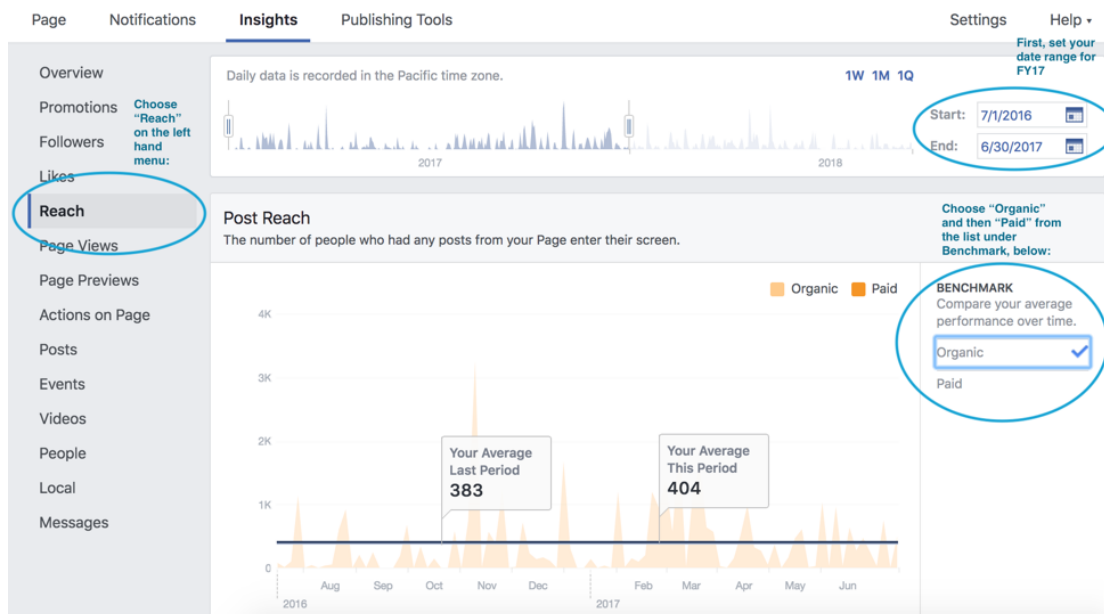 Page Notifications Insights Publishing Tools Settings Help
First, set your
date range for
FY17
Overview
Promotions
Followers
Likes
Reach
Page Views
Page Previews
Actions on Page
Posts
Events
Videos
People
Local
Messages
Choose
“Reach”
on the left
hand
menu:
Daily data is recorded in the Pacific time zone.
1W 1M 1Q
2017
2018
Start: 7/1/2016
End: 6/30/2017
Post Reach
The number of people who had any posts from your Page enter their screen.
Choose “Organic”
and then “Paid” from
the list under
Benchmark, below:
Organic Paid
BENCHMARK
Compare your average
performance over time.
Organic
Paid
4K
3K
2K
1K
0
Your Average
Last Period
383
Your Average
This Period
404
Aug Sep Oct Nov Dec Feb Mar Apr May Jun
2016 2017